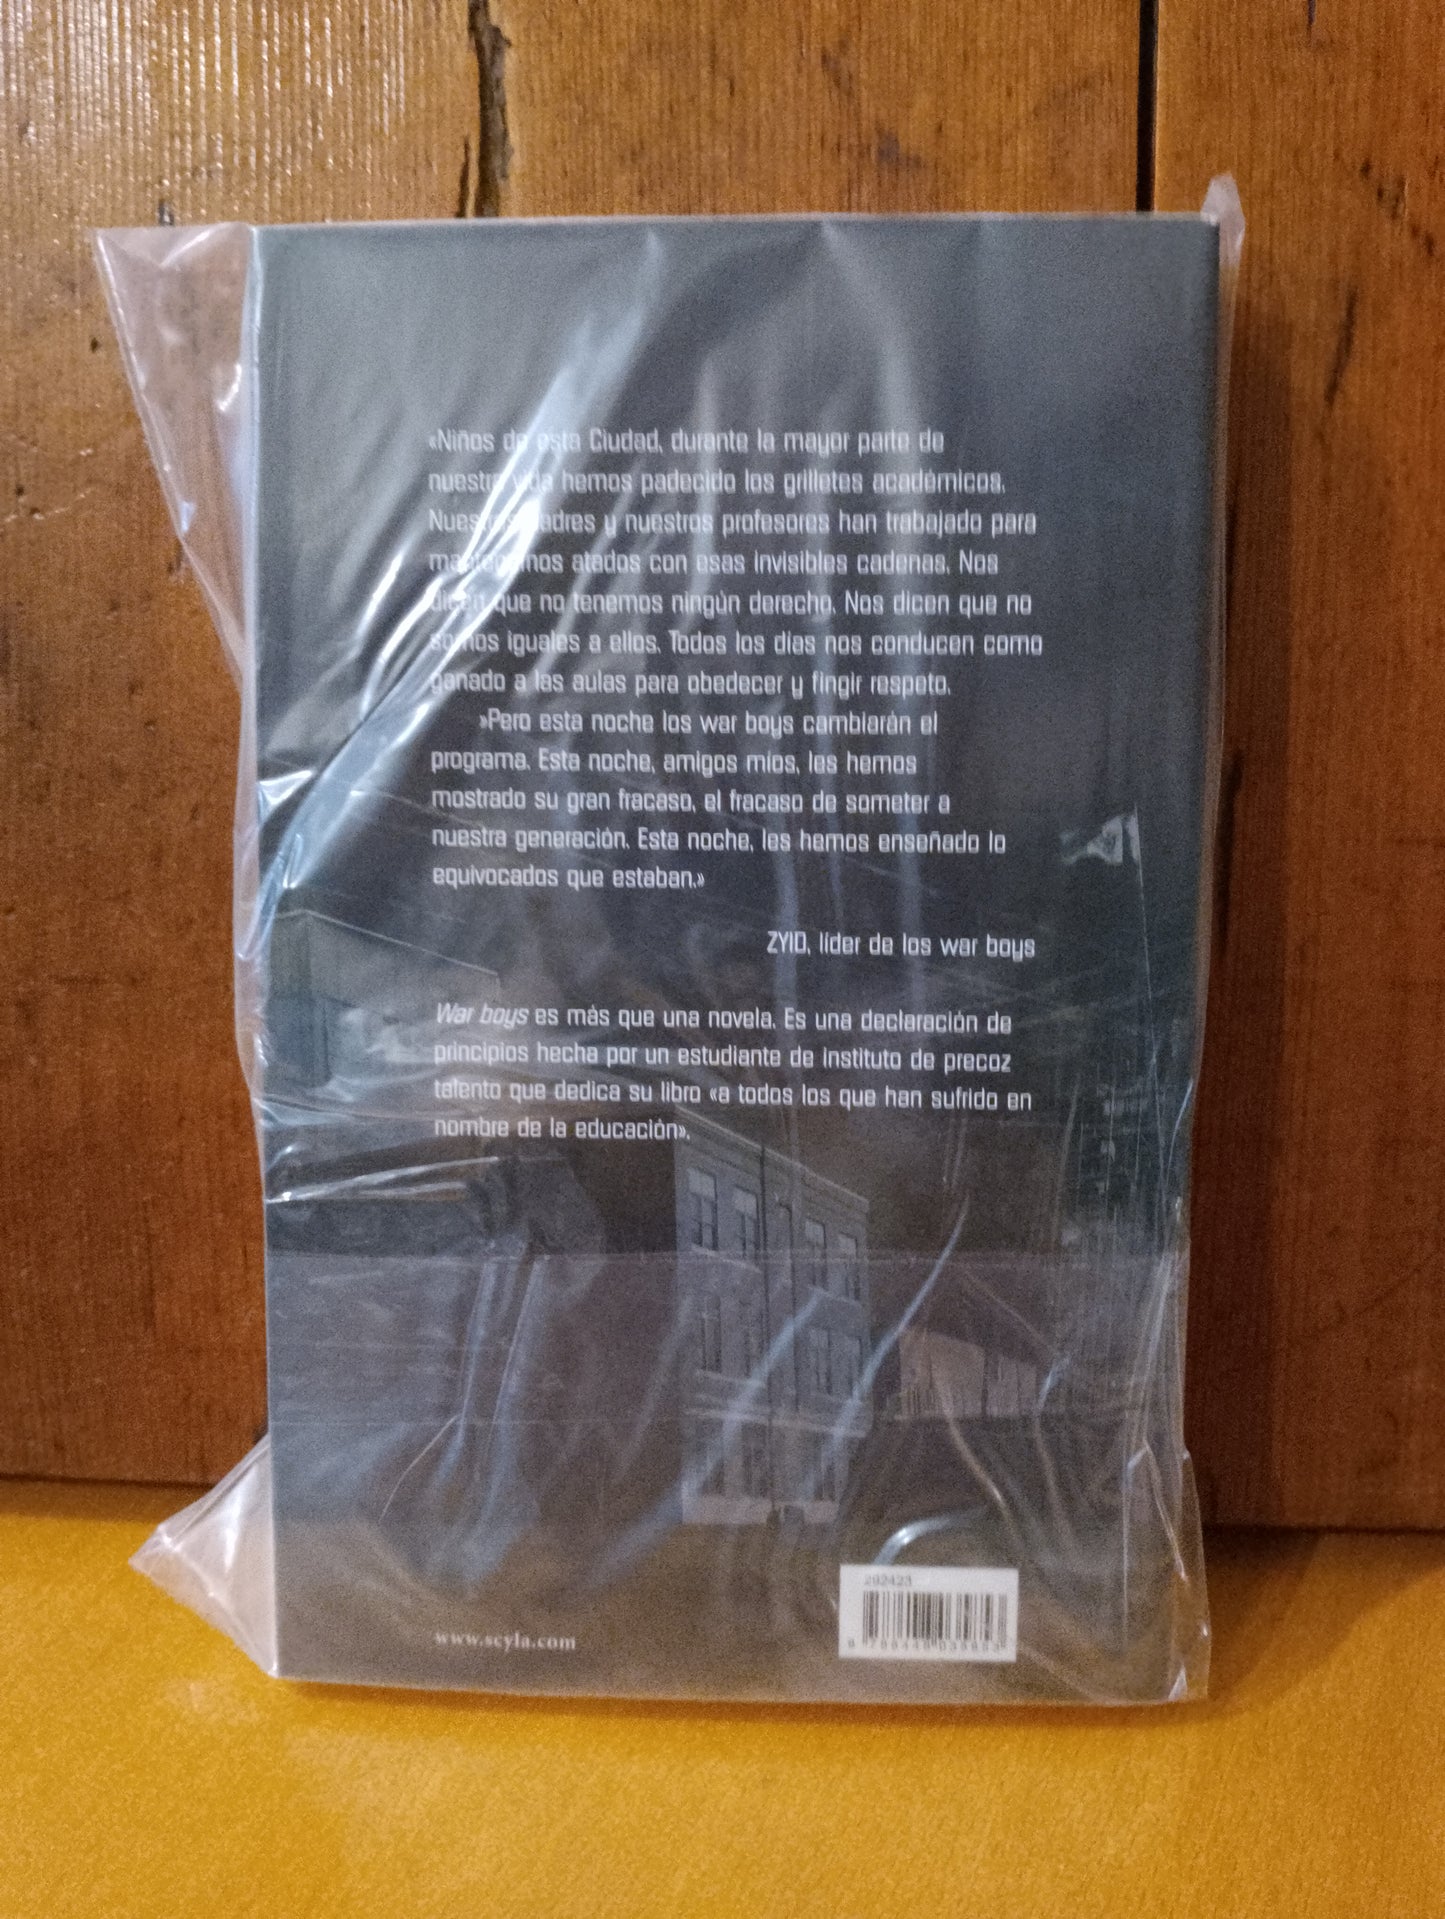 «Niños de esta Ciudad, durante la mayor parte de
nuestra vida hemos padecido los grilletes académicos.
Nuestros padres y nuestros profesores han trabajado para
mantenernos atados con esas invisibles cadenas. Nos
dicen que no tenemos ningún derecho. Nos dicen que no
somos iguales a ellos. Todos los días nos conducen como
ganado a las aulas para obedecer y fingir respeto.
»Pero esta noche los war boys cambiarán el
programa. Esta noche, amigos míos, les hemos
mostrado su gran fracaso, el fracaso de someter a
nuestra generación. Esta noche, les hemos enseñado lo
equivocados que estaban.»
ZYID, líder de los war boys
War boys es más que una novela. Es una declaración de
principios hecha por un estudiante de instituto de precoz
talento que dedica su libro «a todos los que han sufrido en
nombre de la educación».
www.scyla.com
292423